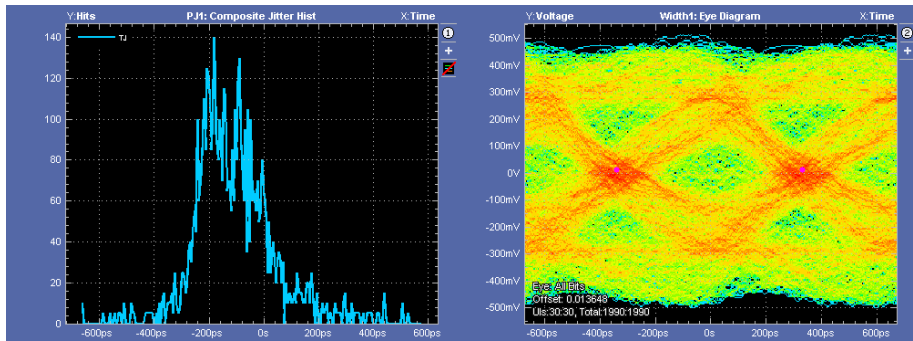 Y:Hits PJ1: Composite Jitter Hist X:Time
TJ
140
120
100
80
60
40
20
0
-600ps -400ps -200ps 0s 200ps 400ps 600ps
1
+
Y:Voltage Width1: Eye Diagram X:Time
500mV
400mV
300mV
200mV
100mV
0V
-100mV
-200mV
-300mV
-400mV
-500mV
Eye: All Bits
Offset: 0.013648
UIs:30:30, Total:1990:1990
-600ps -400ps -200ps 0s 200ps 400ps 600ps
2
+